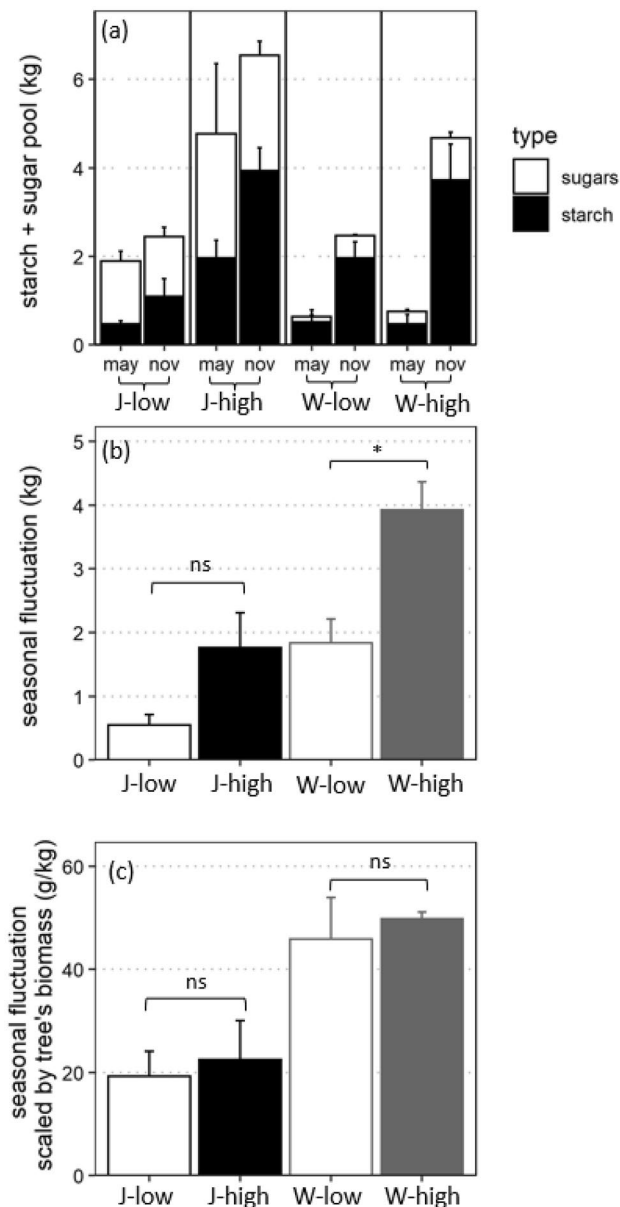 (a)
starch + sugar pool (kg)
6
4
2
0
type
sugars
starch
may nov may nov may nov may nov
J-low J-high W-low W-high
(b)
seasonal fluctuation (kg)
5
4
3
2
1
0
ns
*
J-low J-high W-low W-high
(c)
seasonal fluctuation
scaled by tree's biomass (g/kg)
60
40
20
0
ns
ns
J-low J-high W-low W-high